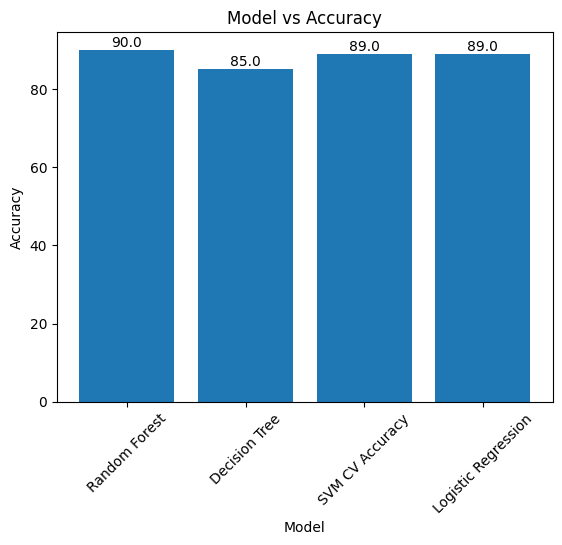 Model vs Accuracy
90.0
85.0
89.0
89.0
Accuracy
80
60
40
20
0
Random Forest
Decision Tree
SVM CV Accuracy
Logistic Regression
Model